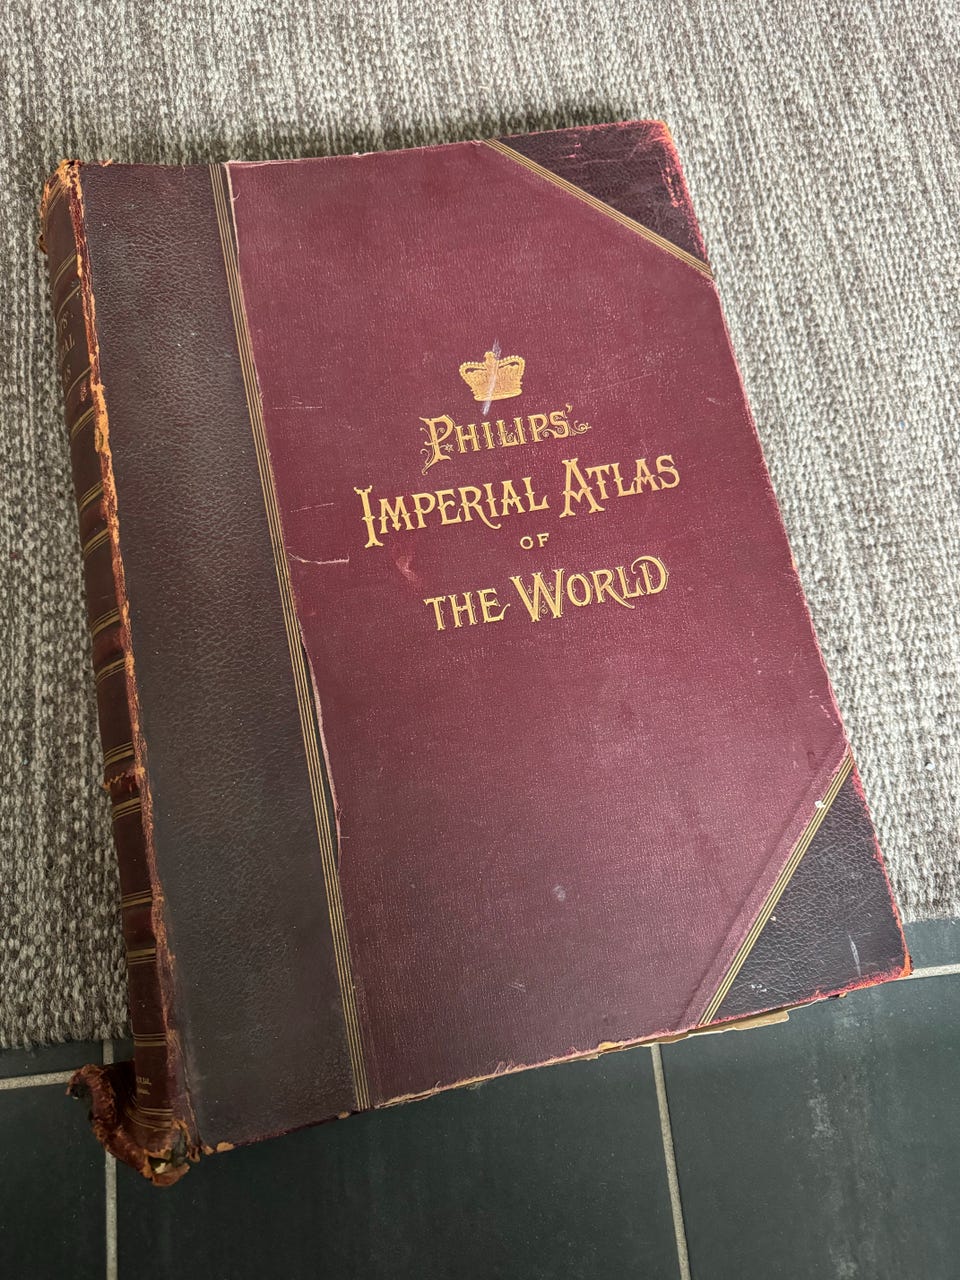 PHILIPS'
IMPERIAL ATLAS
OF
THE WORLD